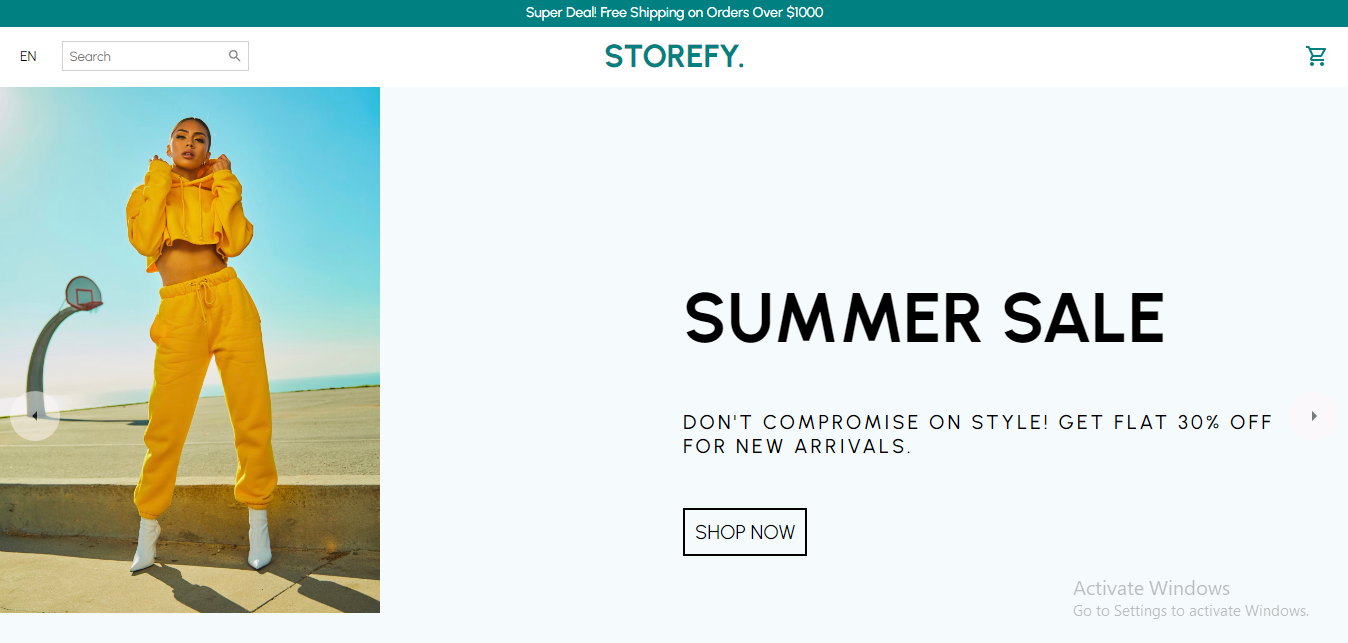 Super Deal! Free Shipping on Orders Over $1000
EN
Search
STOREFY.
SUMMER SALE
DON'T COMPROMISE ON STYLE! GET FLAT 30% OFF
FOR NEW ARRIVALS.
SHOP NOW
Activate Windows
Go to Settings to activate Windows.